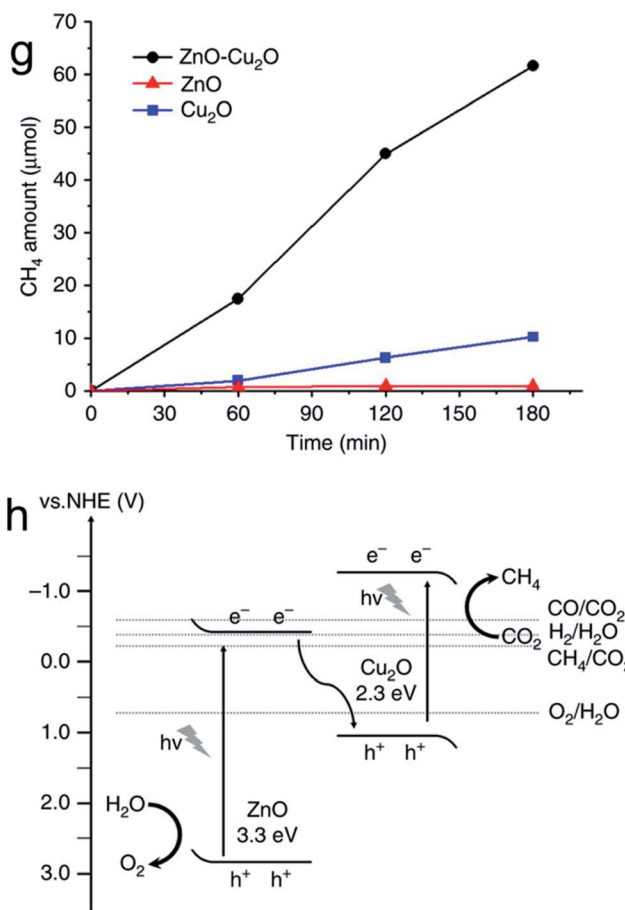 g
70
60
50
40
30
20
10
0
CH₄ amount (μmol)
ZnO-Cu₂O
ZnO
Cu₂O
0 30 60 90 120 150 180
Time (min)
h
vs.NHE (V)
−1.0
0.0
1.0
2.0
3.0
e⁻ e⁻
CH₄
hν
CO/CO₂
e⁻ e⁻
CO₂
H₂/H₂O
CH₄/CO₂
Cu₂O
2.3 eV
O₂/H₂O
hν
h⁺ h⁺
H₂O
ZnO
3.3 eV
O₂
h⁺ h⁺